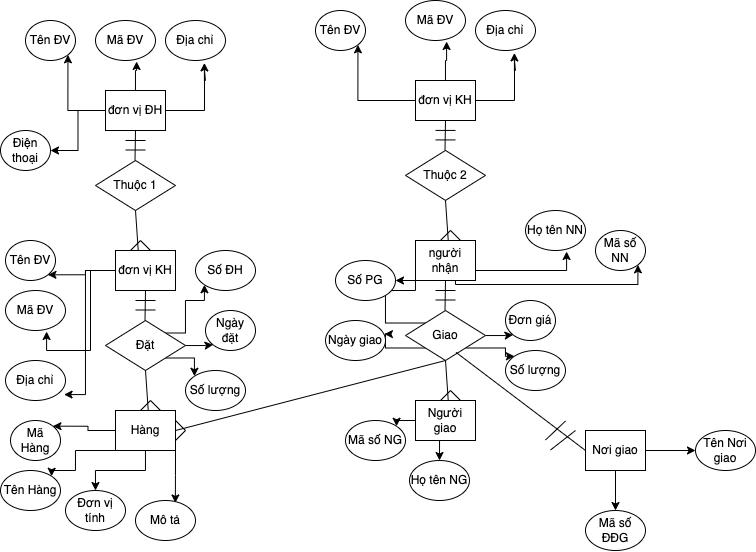 Tên ĐV
Mã ĐV
Địa chỉ
đơn vị ĐH
Điện
thoại
Thuộc 1
Tên ĐV
đơn vị KH
Số ĐH
Mã ĐV
Ngày
đặt
Đặt
Địa chỉ
Số lượng
Mã
Hàng
Hàng
Tên Hàng
Đơn vị
tính
Mô tả
Tên ĐV
Mã ĐV
Địa chỉ
đơn vị KH
Thuộc 2
Họ tên NN
Mã số
NN
người
nhận
Số PG
Đơn giá
Ngày giao
Giao
Số lượng
Người
giao
Mã số NG
Họ tên NG
Nơi giao
Tên Nơi
giao
Mã số
ĐĐG